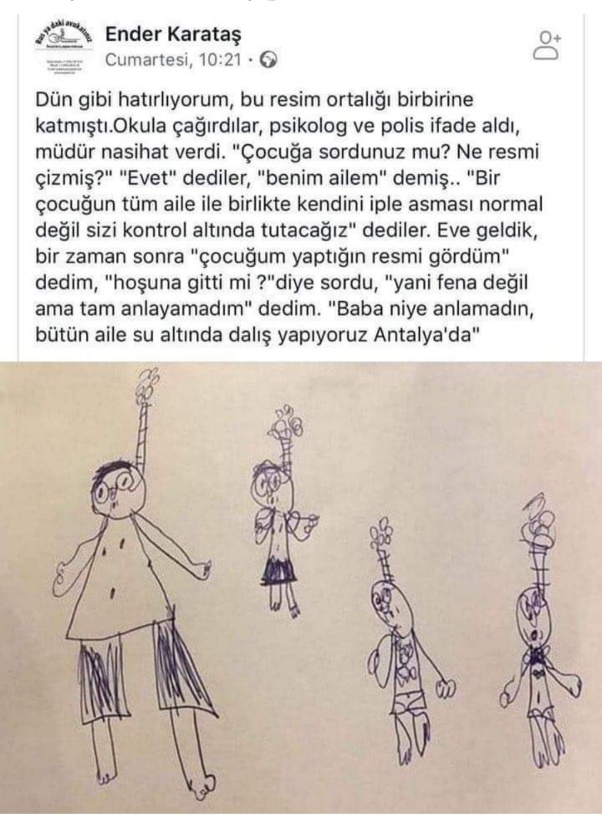 Rusya'daki avukatınız
Ender Karataş
Cumartesi, 10:21 ·
Dün gibi hatırlıyorum, bu resim ortalığı birbirine
katmıştı.Okula çağırdılar, psikolog ve polis ifade aldı,
müdür nasihat verdi. "Çocuğa sordunuz mu? Ne resmi
çizmiş?" "Evet" dediler, "benim ailem" demiş.. "Bir
çocuğun tüm aile ile birlikte kendini iple asması normal
değil sizi kontrol altında tutacağız" dediler. Eve geldik,
bir zaman sonra "çocuğum yaptığın resmi gördüm"
dedim, "hoşuna gitti mi ?"diye sordu, "yani fena değil
ama tam anlayamadım" dedim. "Baba niye anlamadın,
bütün aile su altında dalış yapıyoruz Antalya'da"